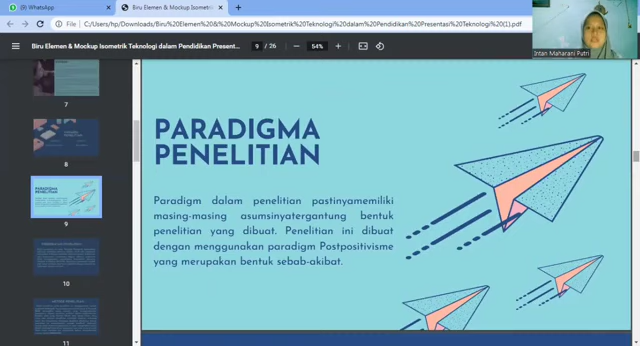 (9) WhatsApp
Biru Elemen & Mockup Isometrik T
File
C:/Users/hp/Downloads/Biru%20Elemen%20&%20Mockup%20Isometrik%20Teknologi%20dalam%20Pendidikan%20Presentasi%20Teknologi%20(1).pdf
Biru Elemen & Mockup Isometrik Teknologi dalam Pendidikan Present...
9 / 26
54%
Intan Maharani Putri
7
8
PARADIGMA
PENELITIAN
9
10
11
PARADIGMA
PENELITIAN
Paradigm dalam penelitian pastinyamemiliki
masing-masing asumsinyatergantung bentuk
penelitian yang dibuat. Penelitian ini dibuat
dengan menggunakan paradigm Postpositivisme
yang merupakan bentuk sebab-akibat.